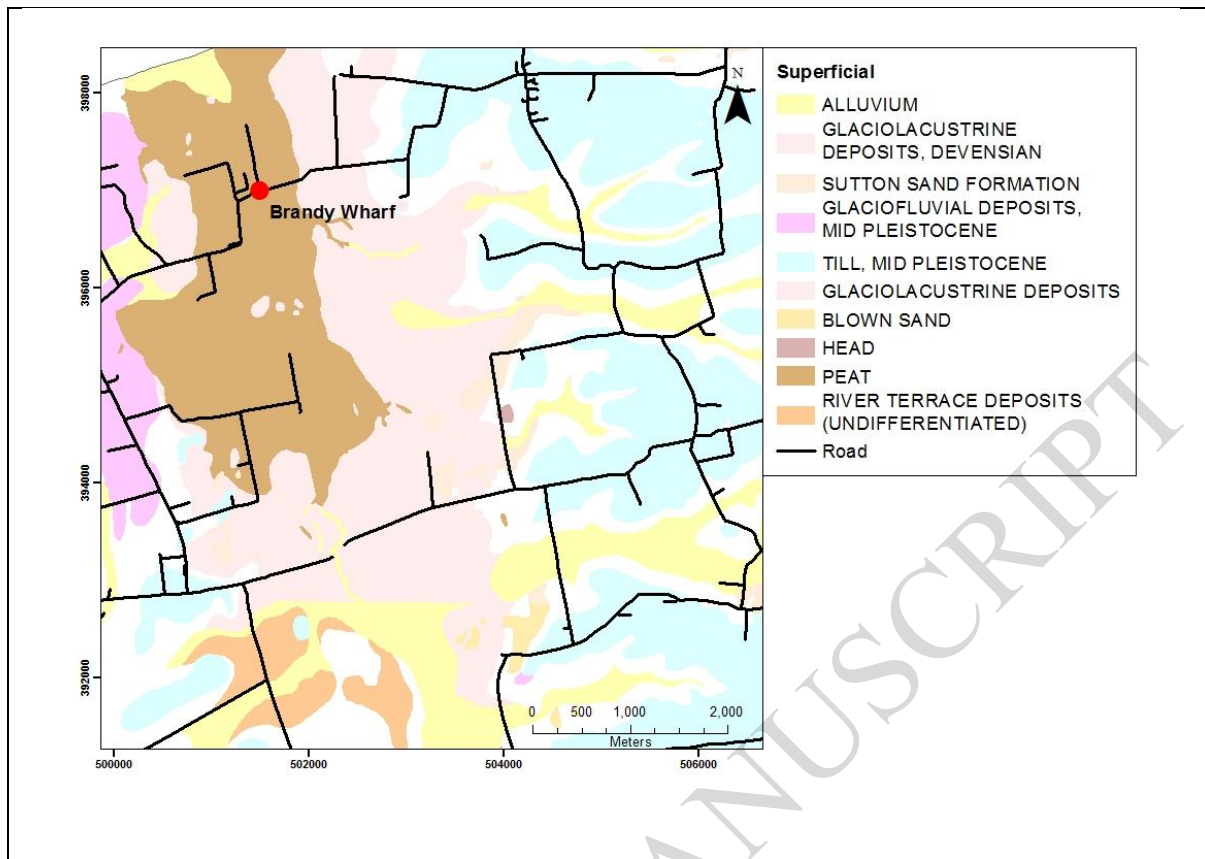 Superficial
ALLUVIUM
GLACIOLACUSTRINE
DEPOSITS, DEVENSIAN
SUTTON SAND FORMATION
GLACIOFLUVIAL DEPOSITS,
MID PLEISTOCENE
TILL, MID PLEISTOCENE
GLACIOLACUSTRINE DEPOSITS
BLOWN SAND
HEAD
PEAT
RIVER TERRACE DEPOSITS
(UNDIFFERENTIATED)
Road
N
Brandy Wharf
398000
396000
394000
392000
0 500 1,000 2,000
Meters
500000 502000 504000 506000
ANUSCRIPT